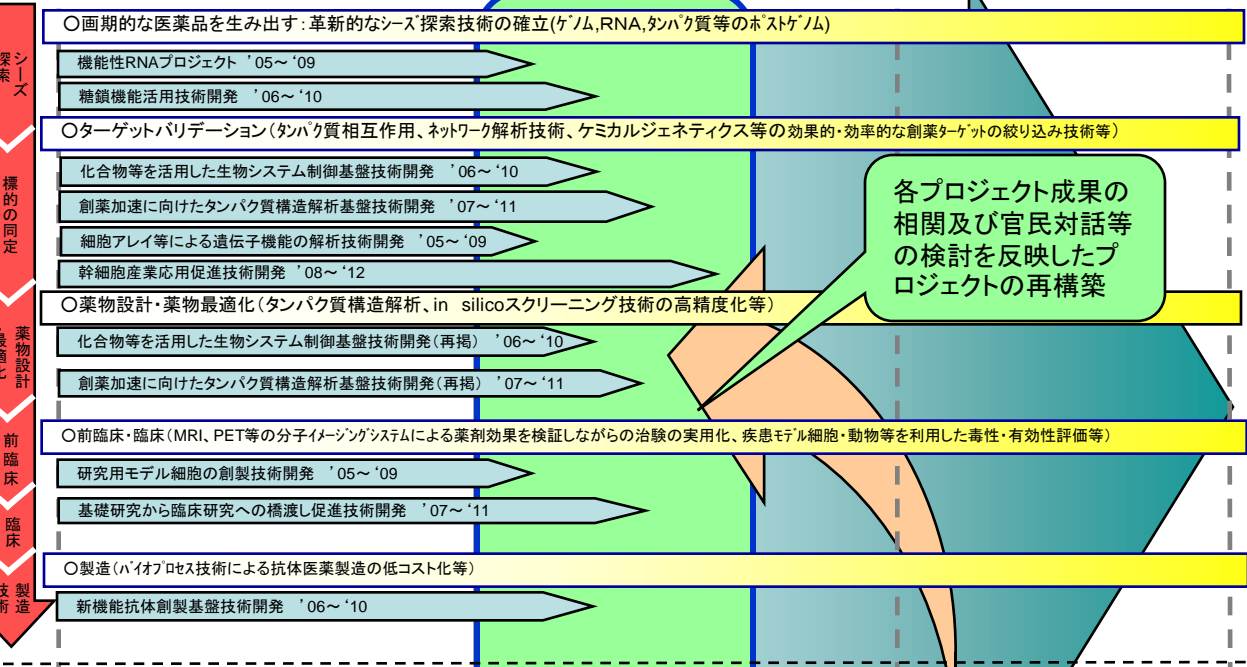 ○画期的な医薬品を生み出す：革新的なシーズ探索技術の確立(ｹﾞﾉﾑ,RNA,ﾀﾝﾊﾟｸ質等のﾎﾟｽﾄｹﾞﾉﾑ)
シーズ
探索
機能性RNAプロジェクト ’05～‘09
糖鎖機能活用技術開発 ’06～‘10
○ターゲットバリデーション（ﾀﾝﾊﾟｸ質相互作用、ネットワーク解析技術、ケミカルジェネティクス等の効果的・効率的な創薬ﾀｰｹﾞｯﾄの絞り込み技術等）
標的の同定
化合物等を活用した生物システム制御基盤技術開発 ’06～‘10
創薬加速に向けたタンパク質構造解析基盤技術開発 ’07～‘11
細胞アレイ等による遺伝子機能の解析技術開発 ’05～‘09
幹細胞産業応用促進技術開発 ’08～‘12
各プロジェクト成果の
相関及び官民対話等
の検討を反映したプ
ロジェクトの再構築
○薬物設計・薬物最適化（タンパク質構造解析、in silicoスクリーニング技術の高精度化等）
薬物設計
最適化
化合物等を活用した生物システム制御基盤技術開発（再掲） ’06～‘10
創薬加速に向けたタンパク質構造解析基盤技術開発（再掲） ’07～‘11
前臨床
○前臨床・臨床（MRI、PET等の分子ｲﾒｰｼﾞﾝｸﾞｼｽﾃﾑによる薬剤効果を検証しながらの治験の実用化、疾患ﾓﾃﾞﾙ細胞・動物等を利用した毒性・有効性評価等）
研究用モデル細胞の創製技術開発 ’05～‘09
基礎研究から臨床研究への橋渡し促進技術開発 ’07～‘11
臨床
○製造（ﾊﾞｲｵﾌﾟﾛｾｽ技術による抗体医薬製造の低コスト化等）
製造
技術
新機能抗体創製基盤技術開発 ’06～‘10